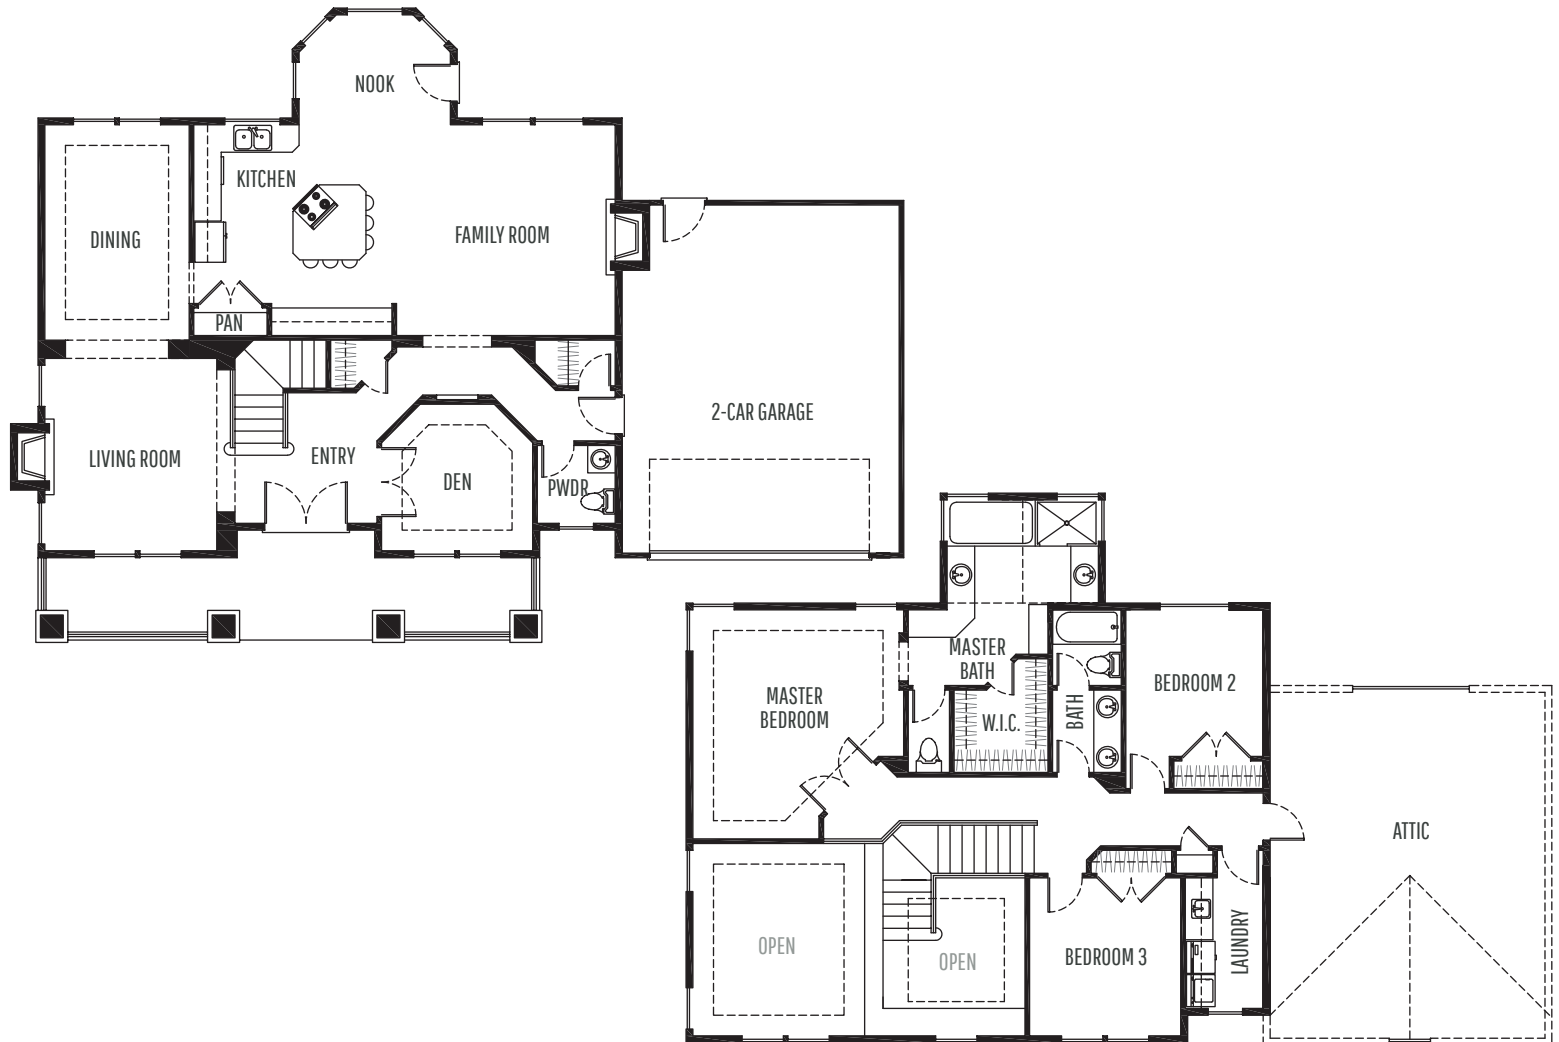 NOOK
KITCHEN
DINING
FAMILY ROOM
PAN
2-CAR GARAGE
LIVING ROOM
ENTRY
DEN
PWDR
MASTER
BATH
MASTER
BEDROOM
W.I.C.
BATH
BEDROOM 2
ATTIC
OPEN
OPEN
BEDROOM 3
LAUNDRY